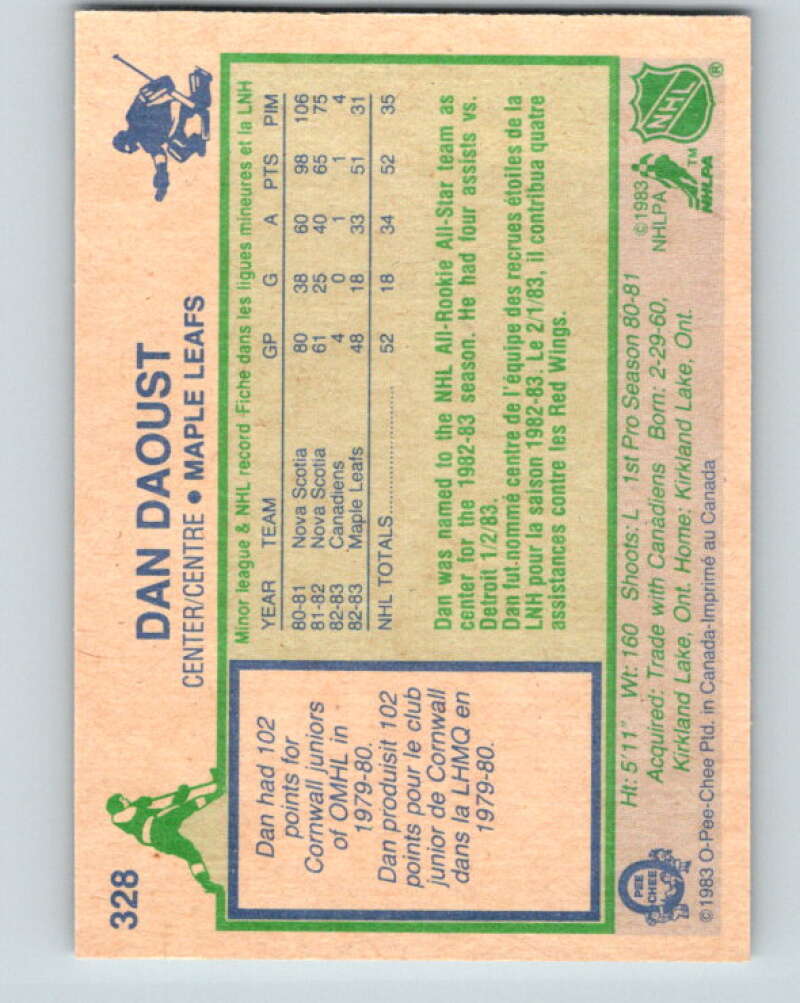 328
DAN DAOUST
CENTER/CENTRE ● MAPLE LEAFS
Dan had 102
points for
Cornwall juniors
of OMHL in
1979-80.
Dan produisit 102
points pour le club
junior de Cornwall
dans la LHMQ en
1979-80.
Minor league & NHL record·Fiche dans les ligues mineures et la LNH
YEAR TEAM GP G A PTS PIM
80-81 Nova Scotia 80 38 60 98 106
81-82 Nova Scotia 61 25 40 65 75
82-83 Canadiens 4 0 1 1 4
82-83 Maple Leafs 48 18 33 51 31
NHL TOTALS.................... 52 18 34 52 35
Dan was named to the NHL All-Rookie All-Star team as
center for the 1982-83 season. He had four assists vs.
Detroit 1/2/83.
Dan fut nommé centre de l'équipe des recrues étoiles de la
LNH pour la saison 1982-83. Le 2/1/83, il contribua quatre
assistances contre les Red Wings.
Ht: 5'11" Wt: 160 Shoots: L 1st Pro Season 80-81
Acquired: Trade with Canadiens Born: 2-29-60,
Kirkland Lake, Ont. Home: Kirkland Lake, Ont.
©1983 O-Pee-Chee Ptd. in Canada-Imprimé au Canada
PEE
CHEE
©1983
NHLPA
TM
NHLPA
NHL
®